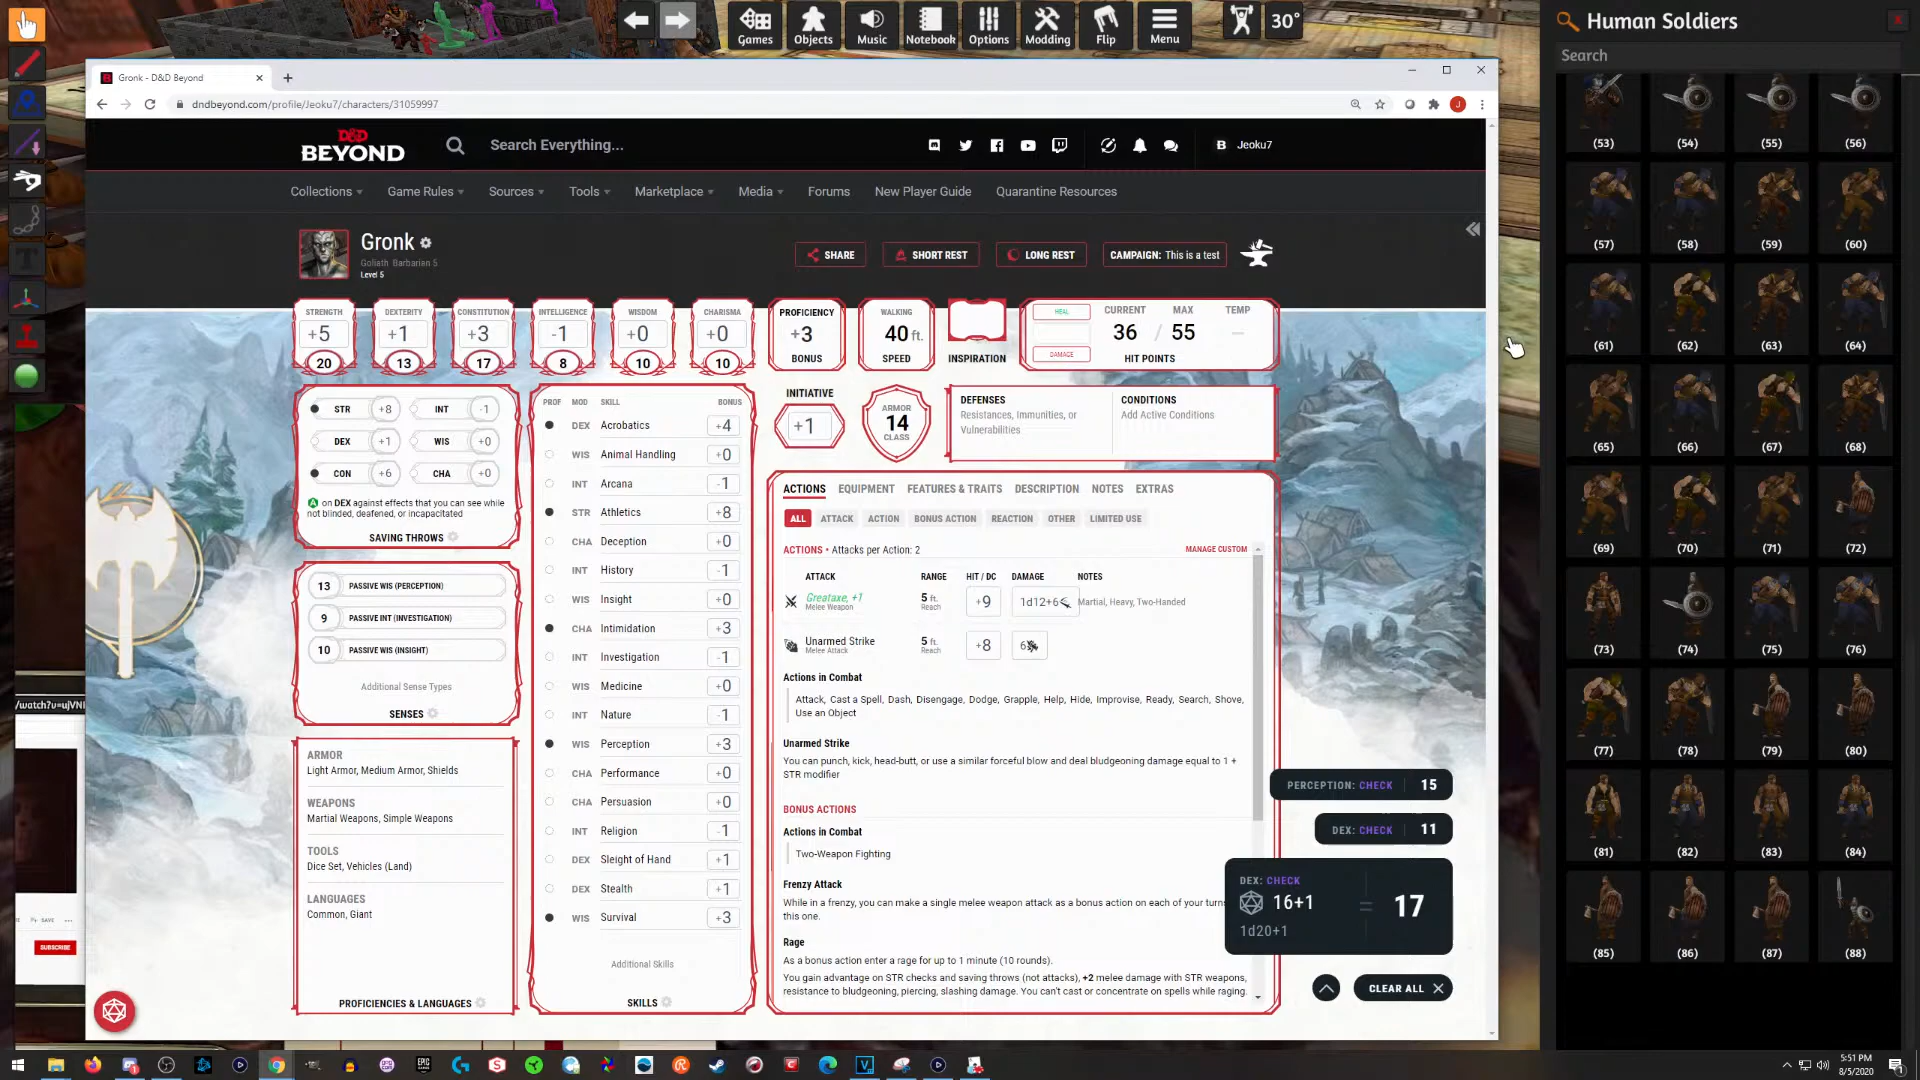 Games
Objects
Music
Notebook
Options
Modding
Flip
Menu
30°
Human Soldiers
Search
Gronk - D&D Beyond
dndbeyond.com/profile/Jeoku7/characters/31059997
D&D
BEYOND
Search Everything...
Jeoku7
Collections
Game Rules
Sources
Tools
Marketplace
Media
Forums
New Player Guide
Quarantine Resources
Gronk
Goliath Barbarian 5
Level 5
SHARE
SHORT REST
LONG REST
CAMPAIGN: This is a test
STRENGTH
+5
20
DEXTERITY
+1
13
CONSTITUTION
+3
17
INTELLIGENCE
-1
8
WISDOM
+0
10
CHARISMA
+0
10
PROFICIENCY
+3
BONUS
WALKING
40 ft.
SPEED
INSPIRATION
HEAL
DAMAGE
CURRENT MAX TEMP
36 / 55 --
HIT POINTS
STR +8 INT -1
DEX +1 WIS +0
CON +6 CHA +0
A on DEX against effects that you can see while
not blinded, deafened, or incapacitated
SAVING THROWS
13 PASSIVE WIS (PERCEPTION)
9 PASSIVE INT (INVESTIGATION)
10 PASSIVE WIS (INSIGHT)
Additional Sense Types
SENSES
ARMOR
Light Armor, Medium Armor, Shields
WEAPONS
Martial Weapons, Simple Weapons
TOOLS
Dice Set, Vehicles (Land)
LANGUAGES
Common, Giant
PROFICIENCIES & LANGUAGES
PROF MOD SKILL BONUS
DEX Acrobatics +4
WIS Animal Handling +0
INT Arcana -1
STR Athletics +8
CHA Deception +0
INT History -1
WIS Insight +0
CHA Intimidation +3
INT Investigation -1
WIS Medicine +0
INT Nature -1
WIS Perception +3
CHA Performance +0
CHA Persuasion +0
INT Religion -1
DEX Sleight of Hand +1
DEX Stealth +1
WIS Survival +3
Additional Skills
SKILLS
INITIATIVE
+1
ARMOR
14
CLASS
DEFENSES
Resistances, Immunities, or
Vulnerabilities
CONDITIONS
Add Active Conditions
ACTIONS EQUIPMENT FEATURES & TRAITS DESCRIPTION NOTES EXTRAS
ALL ATTACK ACTION BONUS ACTION REACTION OTHER LIMITED USE
ACTIONS • Attacks per Action: 2
MANAGE CUSTOM
ATTACK RANGE HIT / DC DAMAGE NOTES
Greataxe, +1
Melee Weapon
5 ft.
Reach
+9
1d12+6
Martial, Heavy, Two-Handed
Unarmed Strike
Melee Attack
5 ft.
Reach
+8
6
Actions in Combat
Attack, Cast a Spell, Dash, Disengage, Dodge, Grapple, Help, Hide, Improvise, Ready, Search, Shove,
Use an Object
Unarmed Strike
You can punch, kick, head-butt, or use a similar forceful blow and deal bludgeoning damage equal to 1 +
STR modifier
BONUS ACTIONS
Actions in Combat
Two-Weapon Fighting
Frenzy Attack
While in a frenzy, you can make a single melee weapon attack as a bonus action on each of your turns
this one.
Rage
As a bonus action enter a rage for up to 1 minute (10 rounds).
You gain advantage on STR checks and saving throws (not attacks), +2 melee damage with STR weapons,
resistance to bludgeoning, piercing, slashing damage. You can't cast or concentrate on spells while raging.
PERCEPTION: CHECK 15
DEX: CHECK 11
DEX: CHECK
16+1 = 17
1d20+1
CLEAR ALL
(53) (54) (55) (56)
(57) (58) (59) (60)
(61) (62) (63) (64)
(65) (66) (67) (68)
(69) (70) (71) (72)
(73) (74) (75) (76)
(77) (78) (79) (80)
(81) (82) (83) (84)
(85) (86) (87) (88)
/watch?v=ujVNI
SAVE
SUBSCRIBE
5:51 PM
8/5/2020